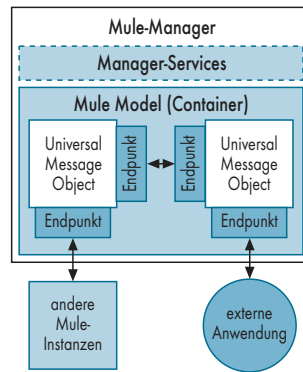 Mule-Manager
Manager-Services
Mule Model (Container)
Universal
Message
Object
Endpunkt
Endpunkt
Universal
Message
Object
Endpunkt
Endpunkt
andere
Mule-
Instanzen
externe
Anwendung